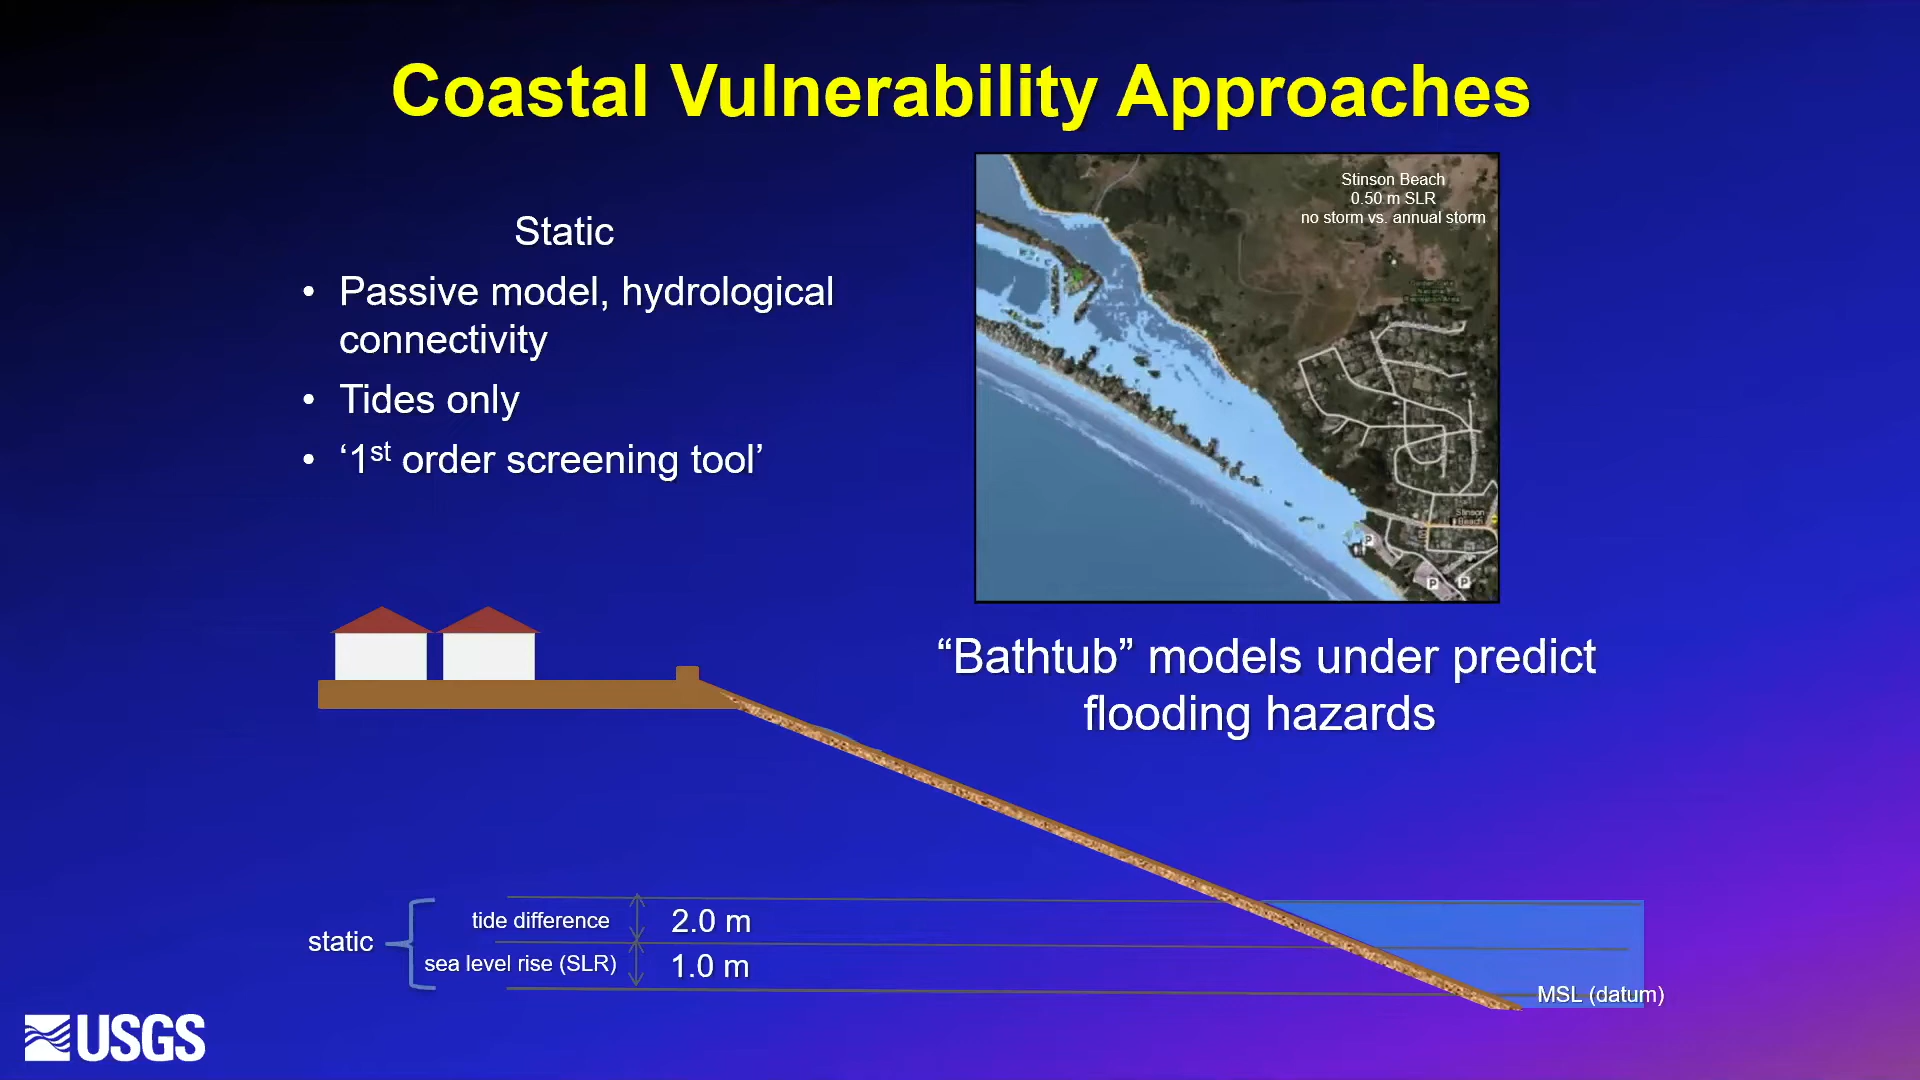 Coastal Vulnerability Approaches
Static
• Passive model, hydrological
connectivity
• Tides only
• ‘1st order screening tool’
Stinson Beach
0.50 m SLR
no storm vs. annual storm
Stinson
Beach
P
P
P
“Bathtub” models under predict
flooding hazards
static
tide difference
2.0 m
sea level rise (SLR)
1.0 m
MSL (datum)
USGS